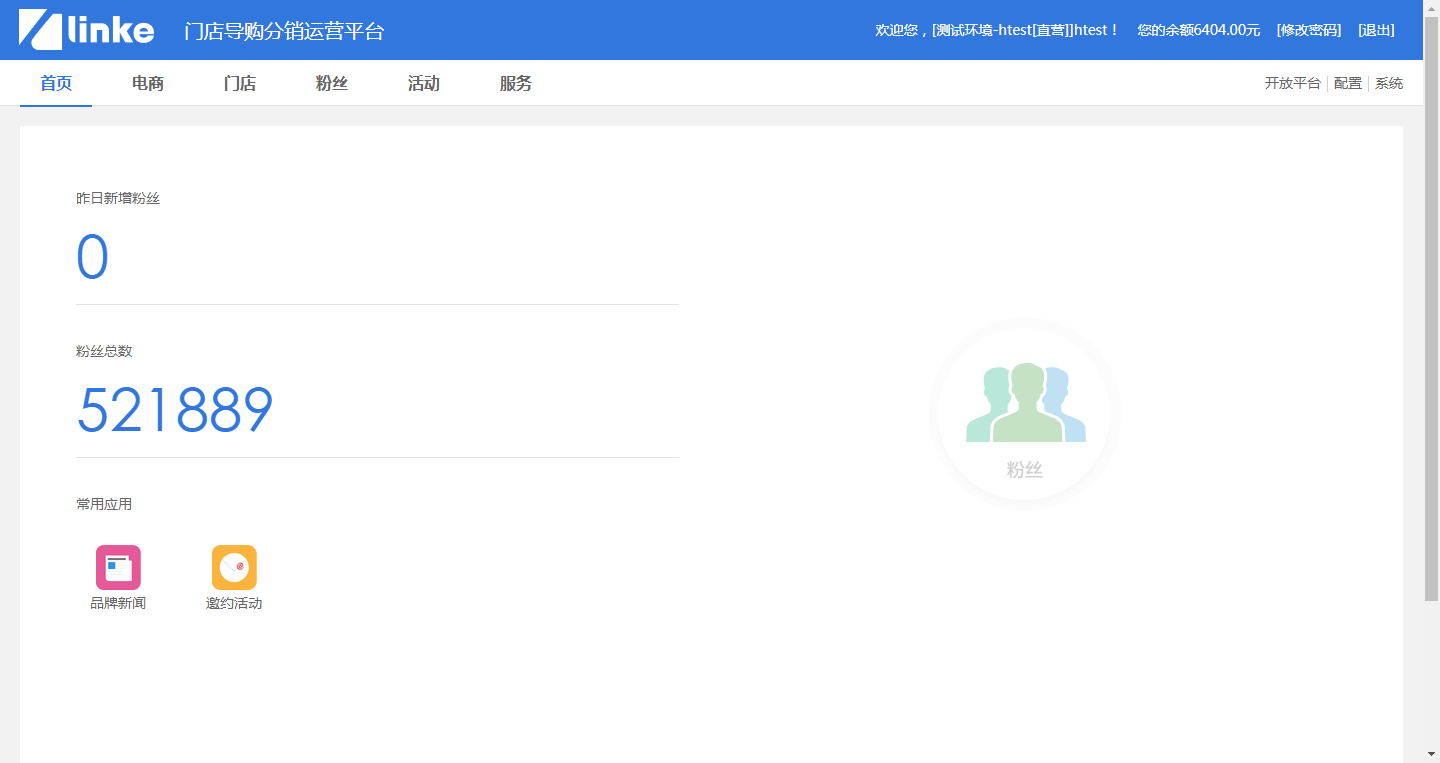 linke 门店导购分销运营平台 欢迎您，[测试环境-htest[直营]]htest！ 您的余额6404.00元 [修改密码] [退出]
首页 电商 门店 粉丝 活动 服务 开放平台 配置 系统
昨日新增粉丝
0
粉丝总数
521889
粉丝
常用应用
品牌新闻 邀约活动